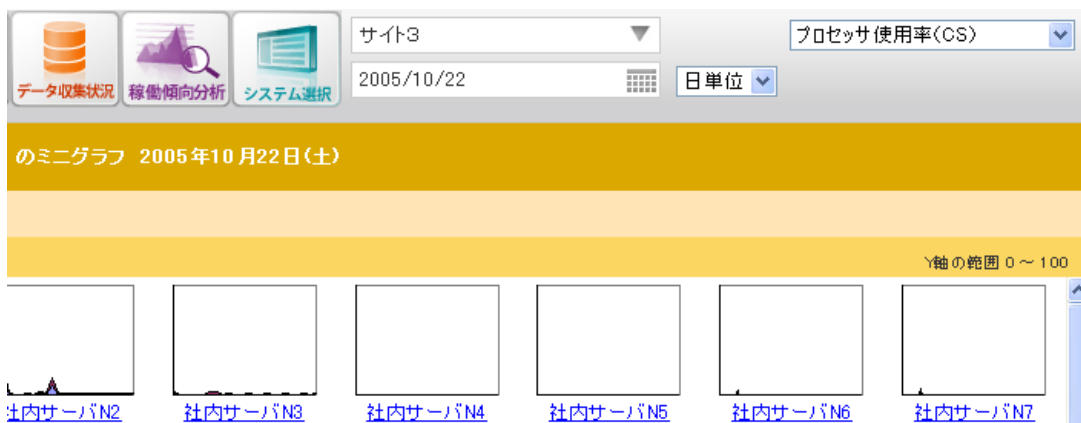 サイト3
プロセッサ使用率(CS)
データ収集状況
稼働傾向分析
システム選択
2005/10/22
日単位
のミニグラフ 2005年10月22日(土)
Y軸の範囲 0 ~ 100
社内サーバN2
社内サーバN3
社内サーバN4
社内サーバN5
社内サーバN6
社内サーバN7